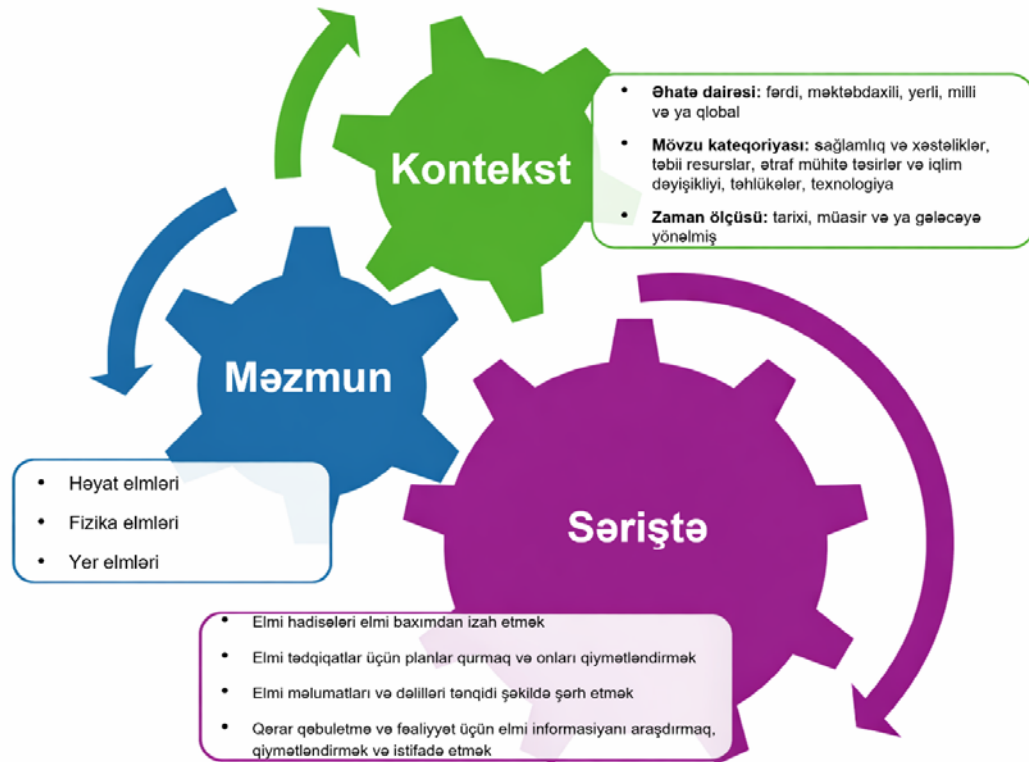 Kontekst
• Əhatə dairəsi: fərdi, məktəbdaxili, yerli, milli
və ya qlobal
• Mövzu kateqoriyası: sağlamlıq və xəstəliklər,
təbii resurslar, ətraf mühitə təsirlər və iqlim
dəyişikliyi, təhlükələr, texnologiya
• Zaman ölçüsü: tarixi, müasir və ya gələcəyə
yönəlmiş
Məzmun
• Həyat elmləri
• Fizika elmləri
• Yer elmləri
Səriştə
• Elmi hadisələri elmi baxımdan izah etmək
• Elmi tədqiqatlar üçün planlar qurmaq və onları qiymətləndirmək
• Elmi məlumatları və dəlilləri tənqidi şəkildə şərh etmək
• Qərar qəbuletmə və fəaliyyət üçün elmi informasiyanı araşdırmaq,
qiymətləndirmək və istifadə etmək